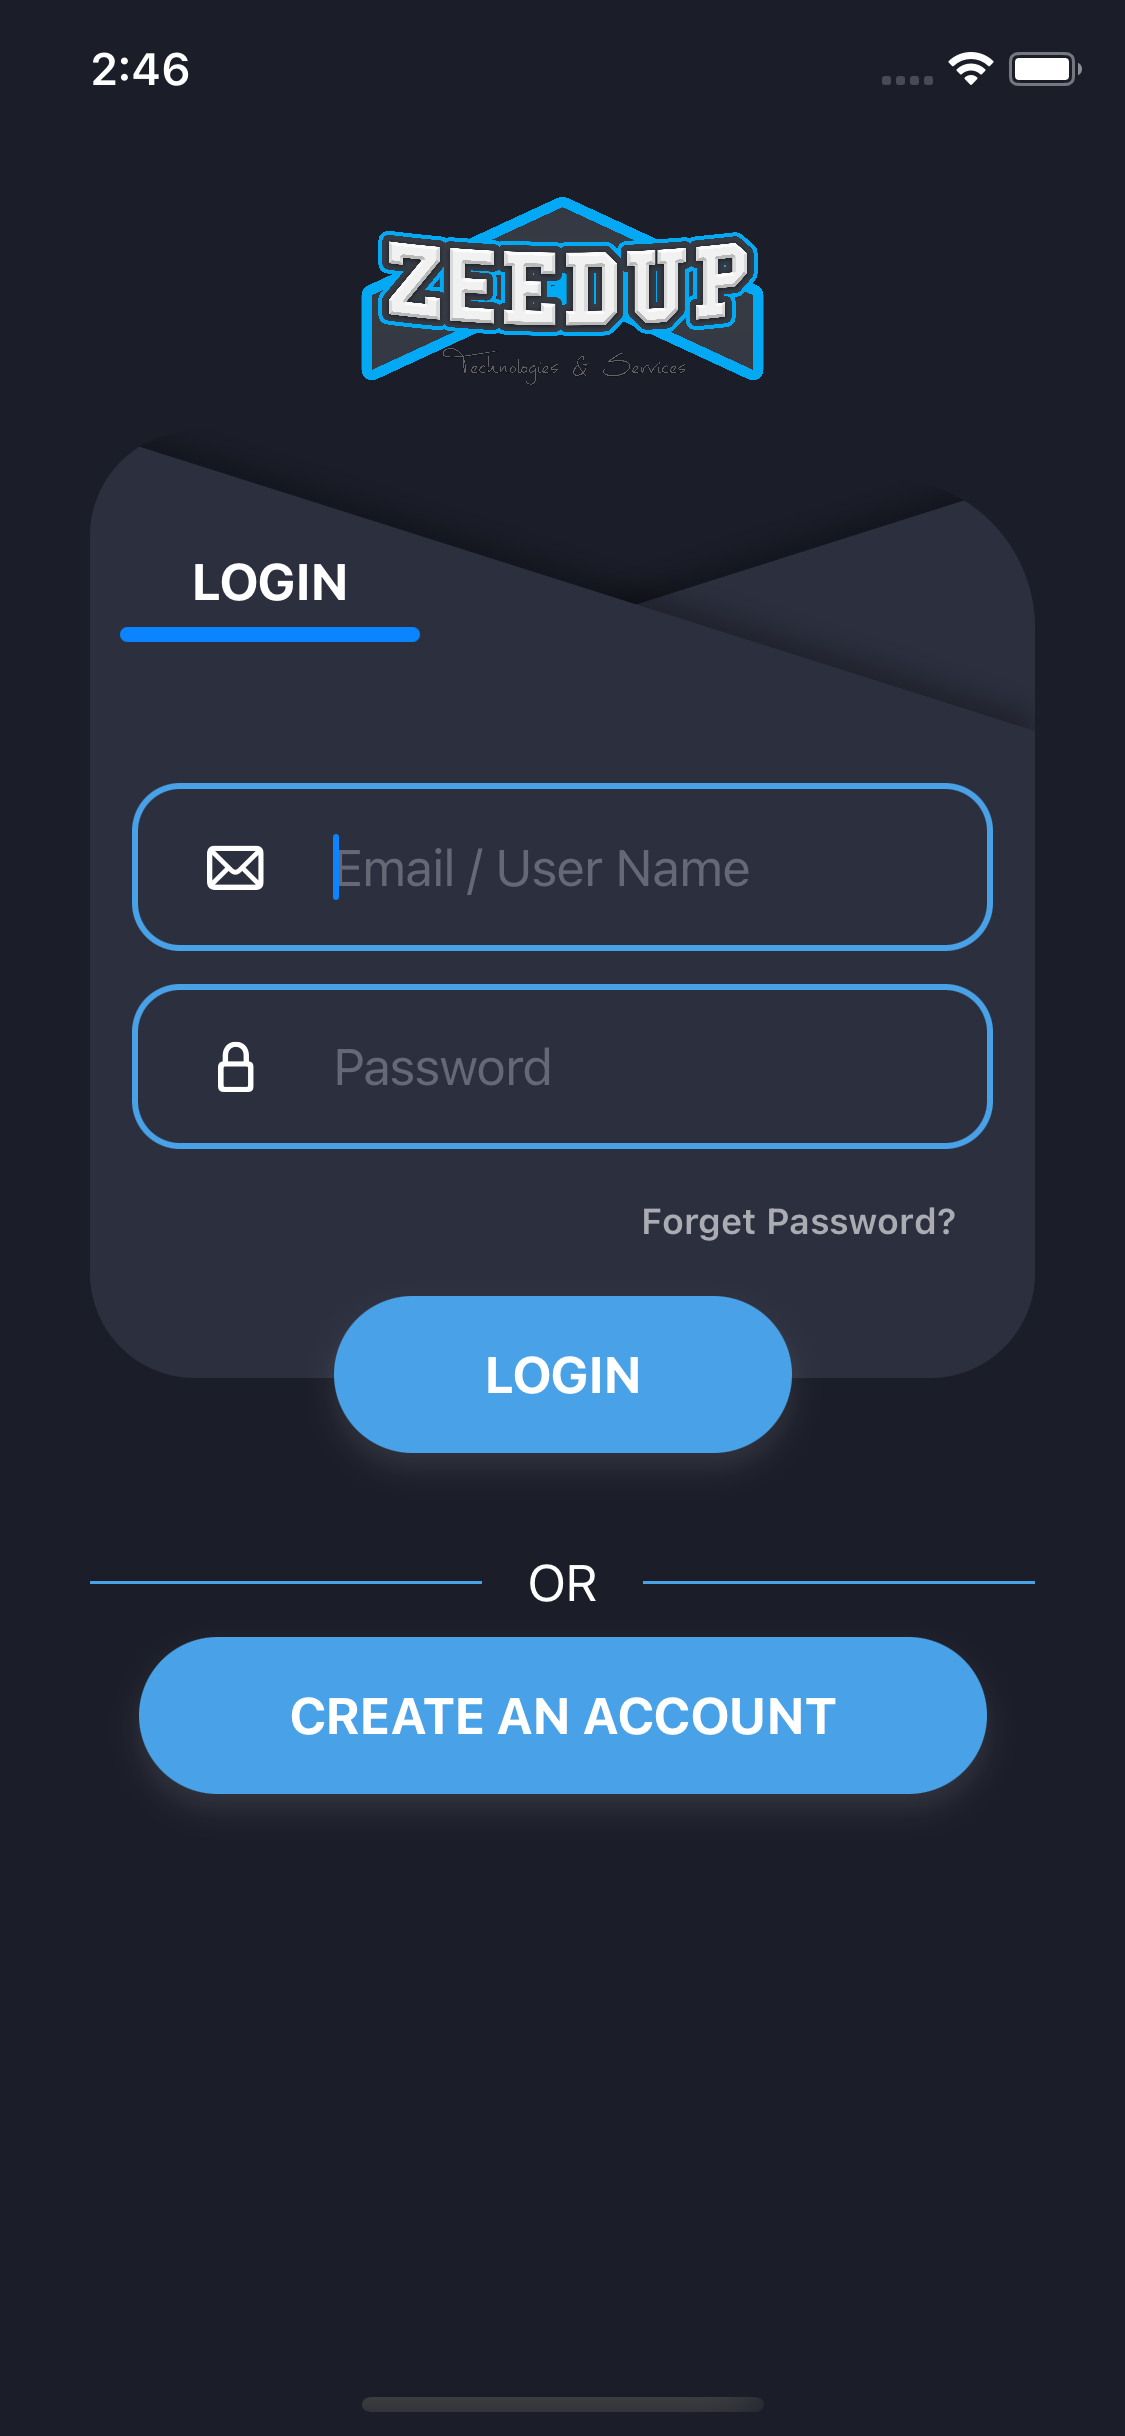 2:46
ZEEDUP
Technologies & Services
LOGIN
Email / User Name
Password
Forget Password?
LOGIN
OR
CREATE AN ACCOUNT